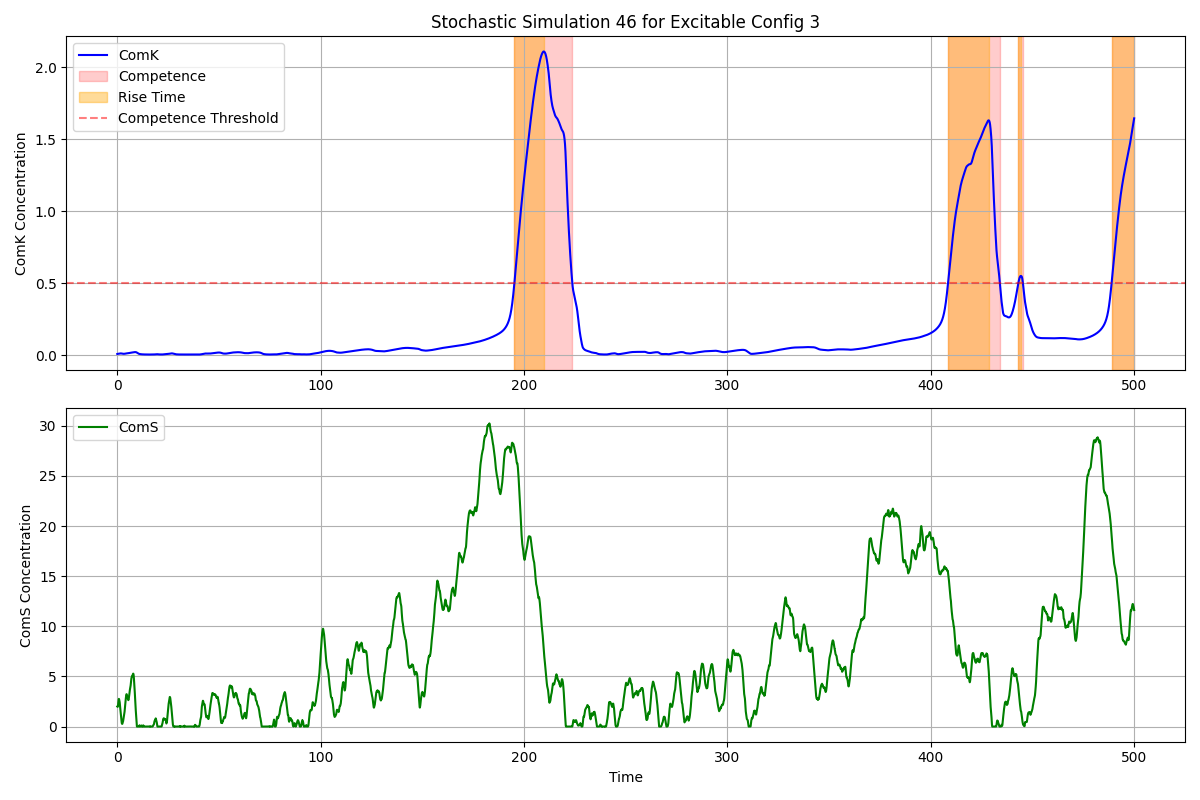 Stochastic Simulation 46 for Excitable Config 3
ComK Concentration
2.0
1.5
1.0
0.5
0.0
ComK
Competence
Rise Time
Competence Threshold
0 100 200 300 400 500
ComS Concentration
30
25
20
15
10
5
0
ComS
0 100 200 300 400 500
Time